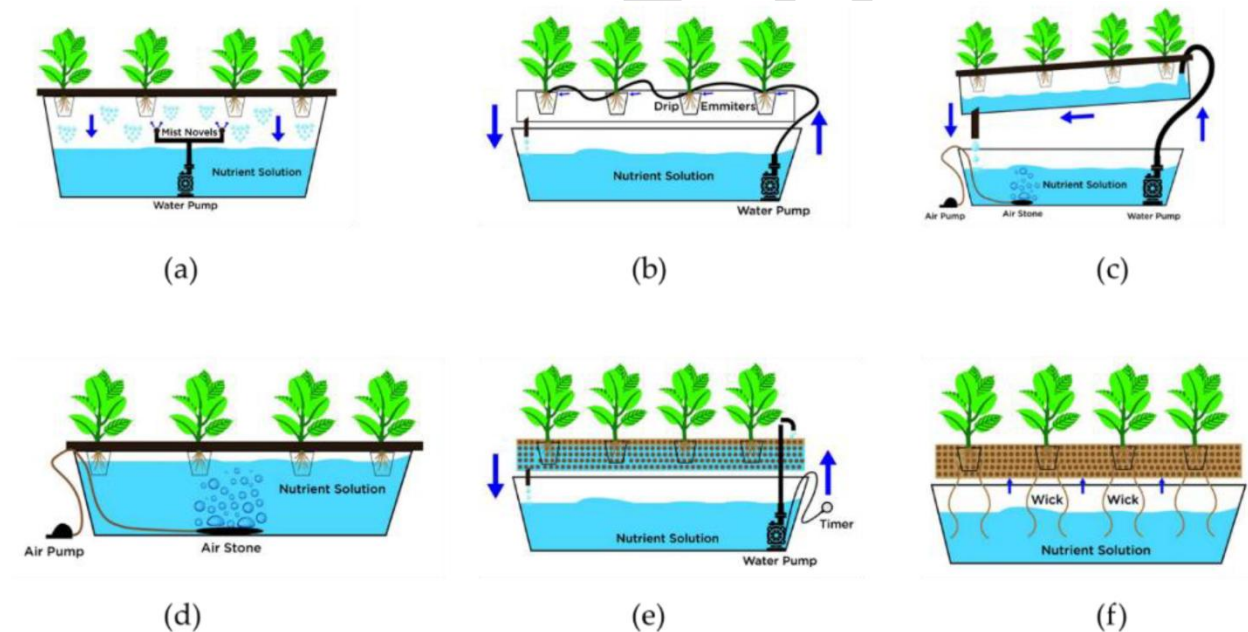 Mist Novels
Nutrient Solution
Water Pump
(a)
Drip Emmiters
Nutrient Solution
Water Pump
(b)
Nutrient Solution
Air Pump
Air Stone
Water Pump
(c)
Nutrient Solution
Air Pump
Air Stone
(d)
Timer
Nutrient Solution
Water Pump
(e)
Wick Wick
Nutrient Solution
(f)